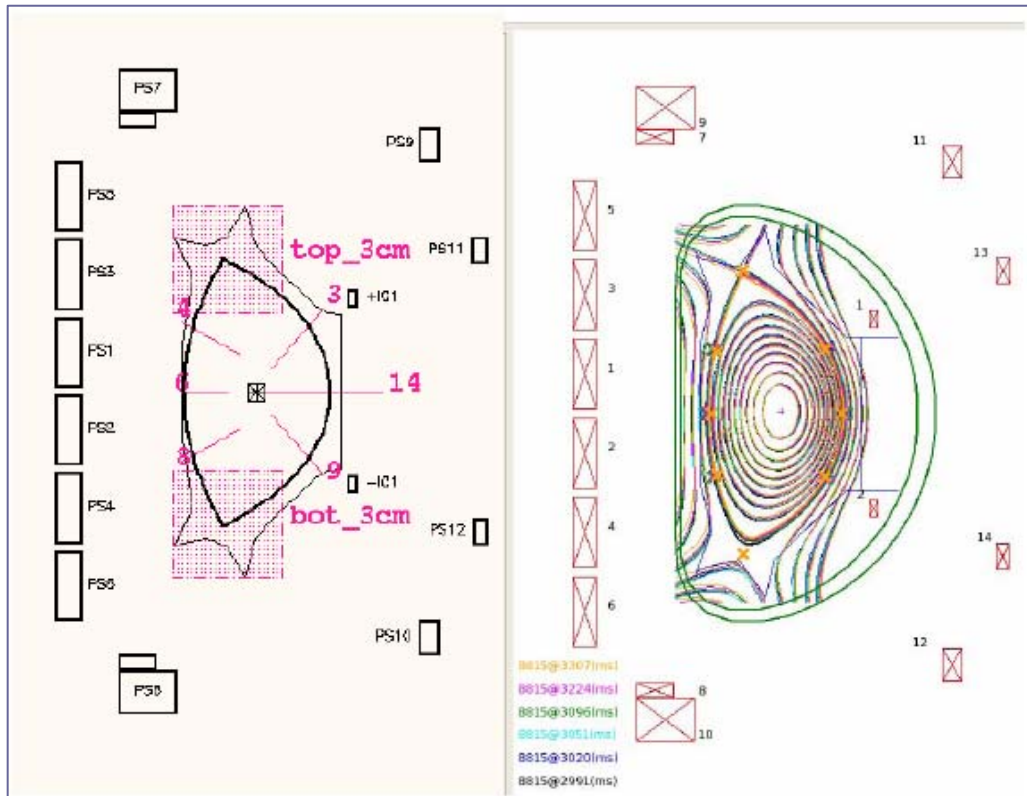 PS7
PS9
PS5
PS11
top_3cm
PS3
4
3
+IC1
PS1
6
14
PS2
8
9
-IC1
PS4
bot_3cm
PS12
PS6
PS10
PS8
9
7
11
5
13
3
1
1
2
2
4
14
6
12
8
10
8815@3307(ms)
8815@3224(ms)
8815@3096(ms)
8815@3051(ms)
8815@3020(ms)
8815@2991(ms)